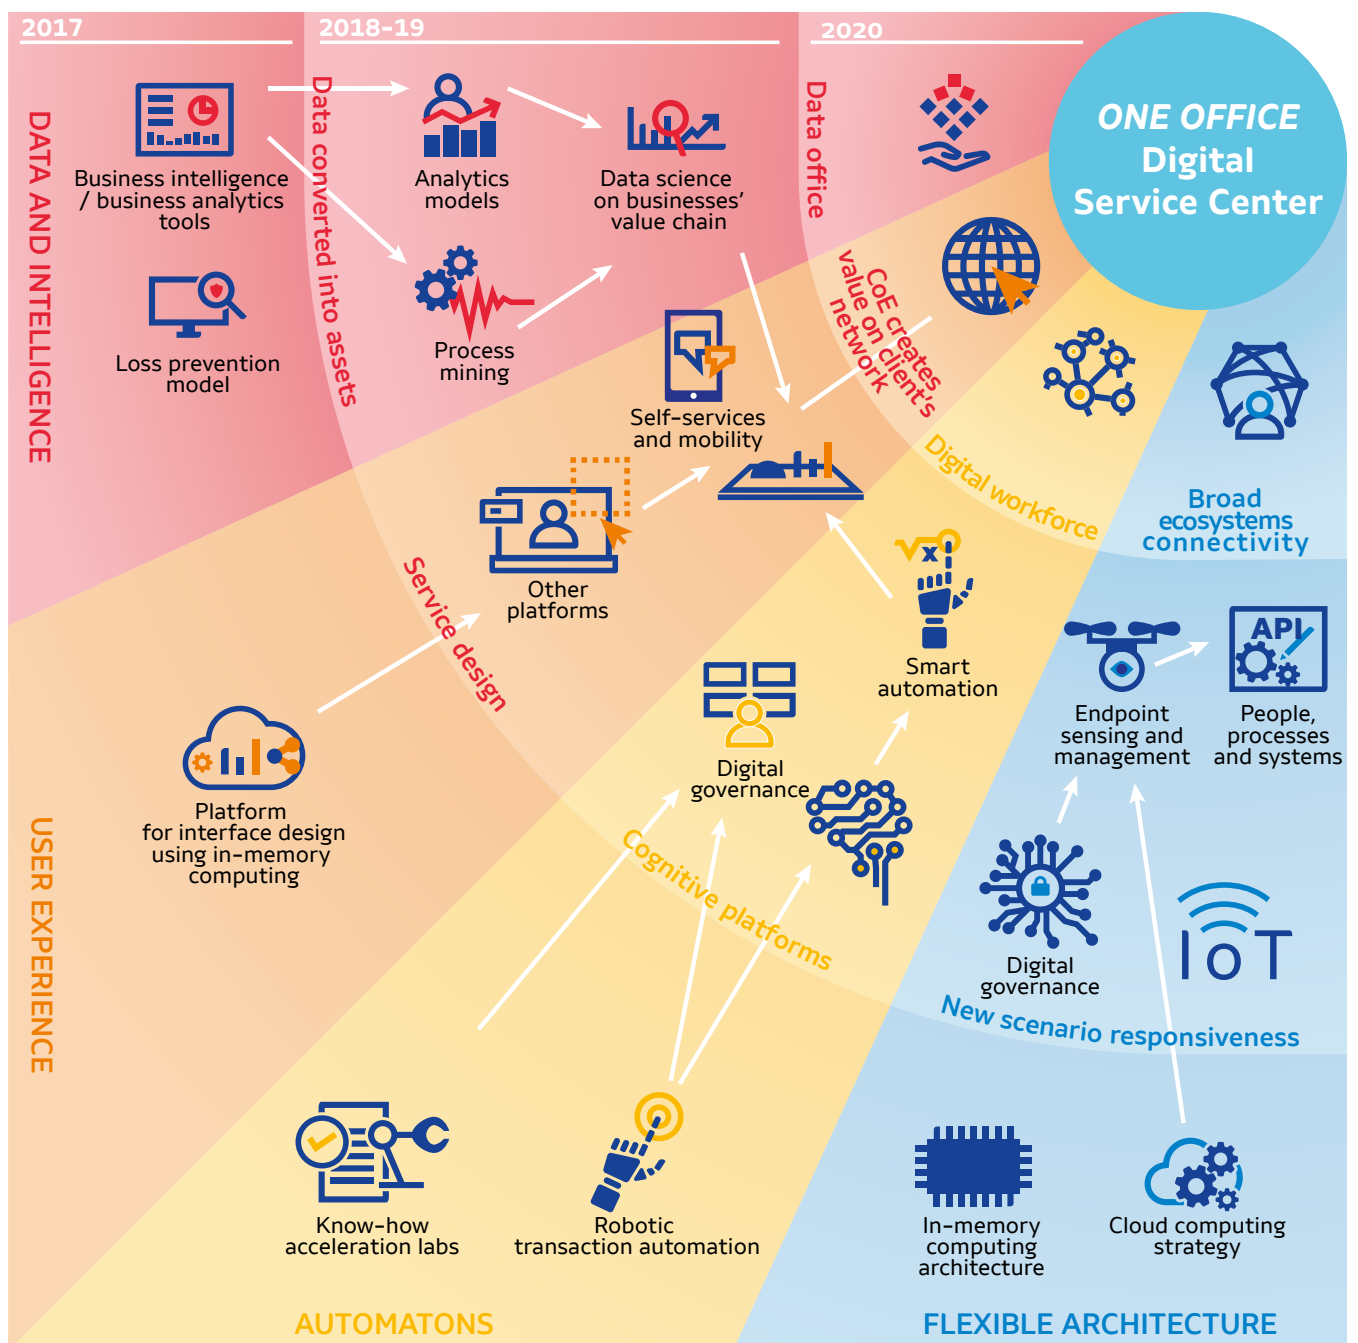 2017
2018-19
2020
ONE OFFICE
Digital
Service Center
DATA AND INTELLIGENCE
Business intelligence
/ business analytics
tools
Loss prevention
model
Data converted into assets
Analytics
models
Data science
on businesses'
value chain
Process
mining
Data office
CoE creates
value on client's
network
Self-services
and mobility
Digital workforce
Broad
ecosystems
connectivity
Other
platforms
Service design
x
Smart
automation
API
Endpoint
sensing and
management
People,
processes
and systems
Digital
governance
Platform
for interface design
using in-memory
computing
USER EXPERIENCE
Cognitive platforms
IoT
Digital
governance
New scenario responsiveness
Know-how
acceleration labs
Robotic
transaction automation
In-memory
computing
architecture
Cloud computing
strategy
AUTOMATONS
FLEXIBLE ARCHITECTURE